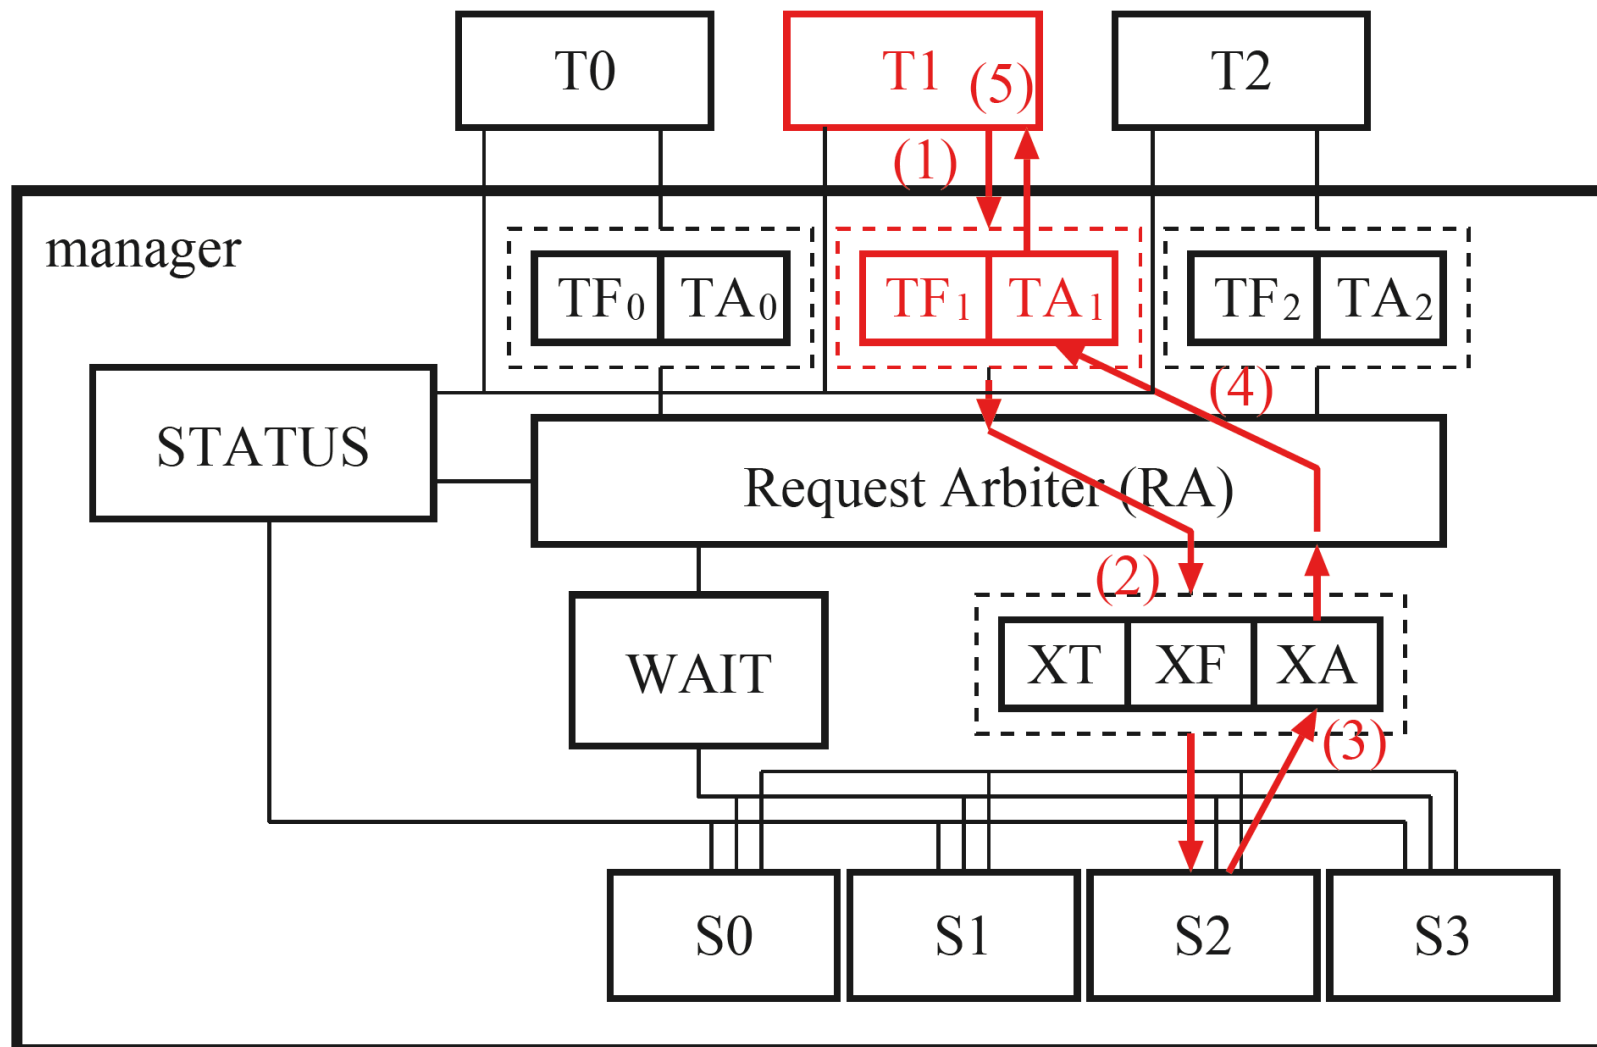 T0
T1
(5)
T2
(1)
manager
TF0
TA0
TF1
TA1
TF2
TA2
(4)
STATUS
Request Arbiter (RA)
(2)
WAIT
XT
XF
XA
(3)
S0
S1
S2
S3